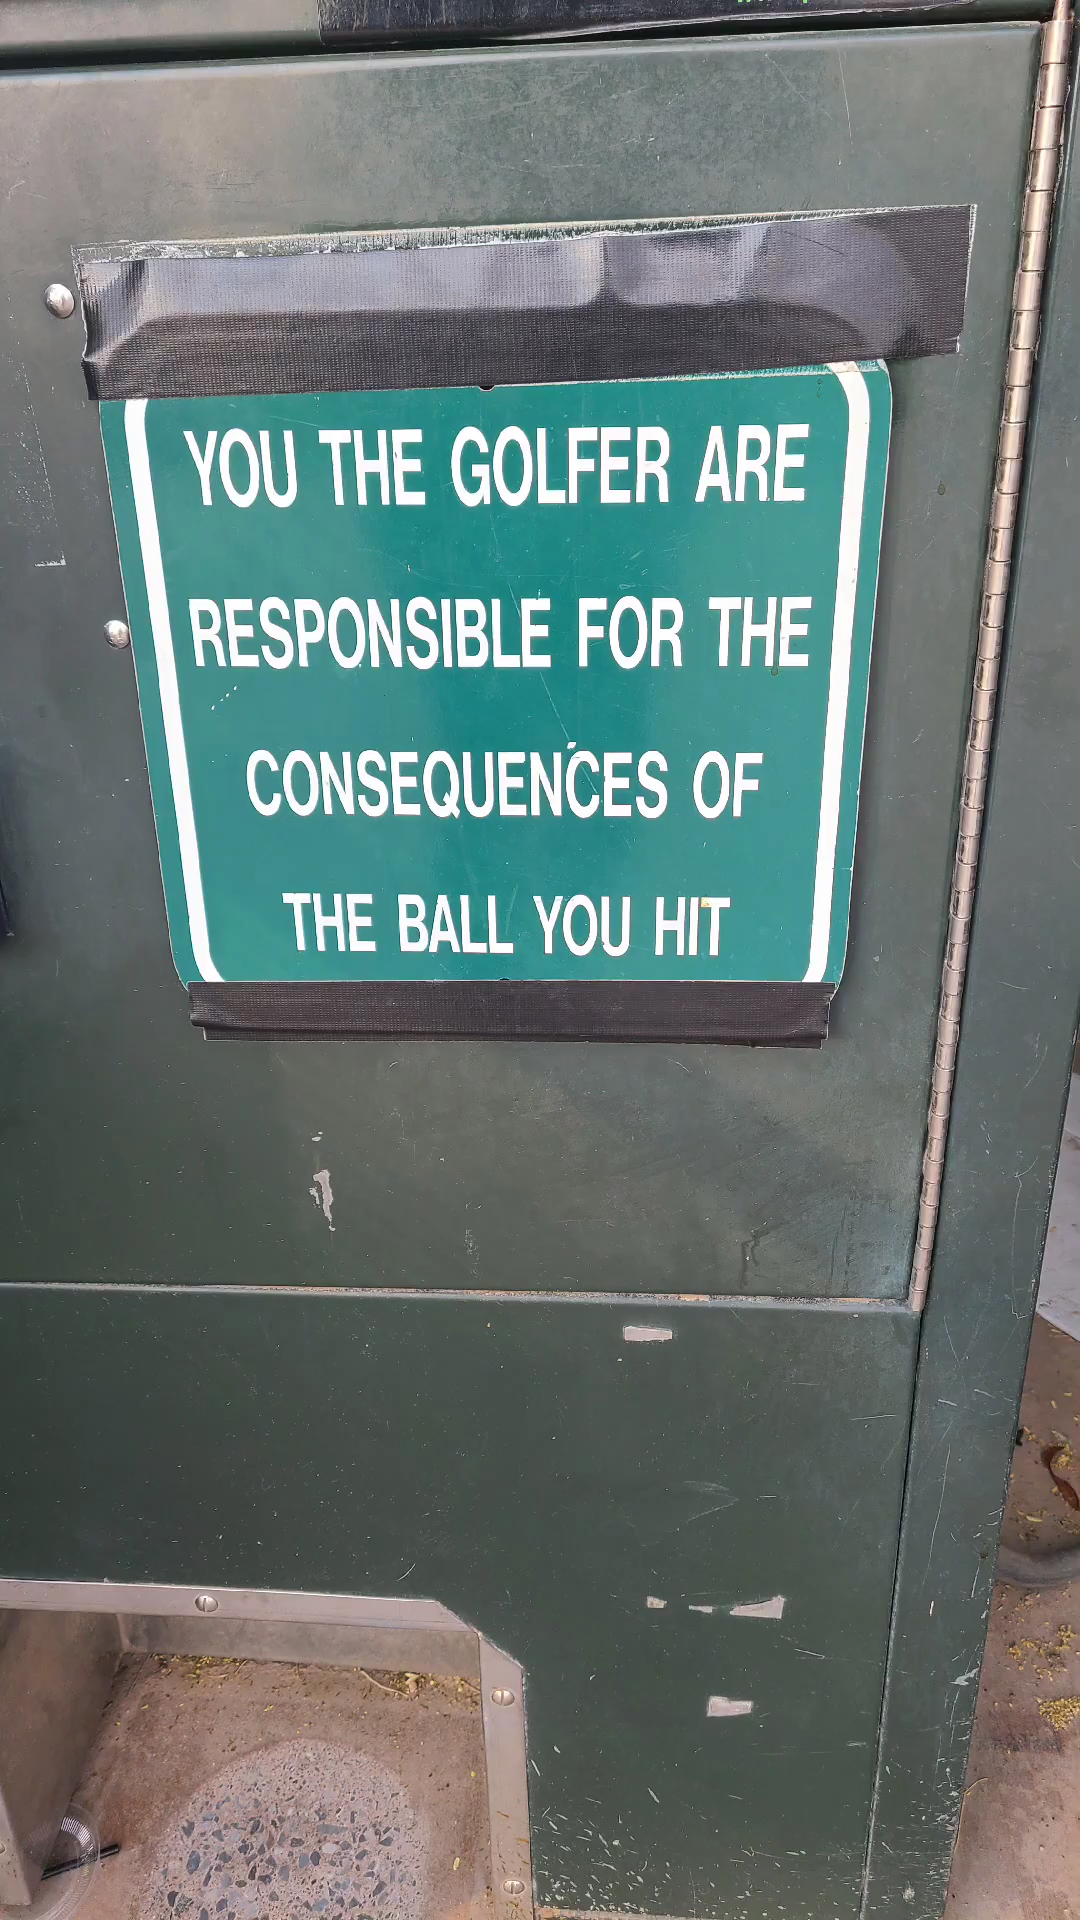 YOU THE GOLFER ARE
RESPONSIBLE FOR THE
CONSEQUENCES OF
THE BALL YOU HIT